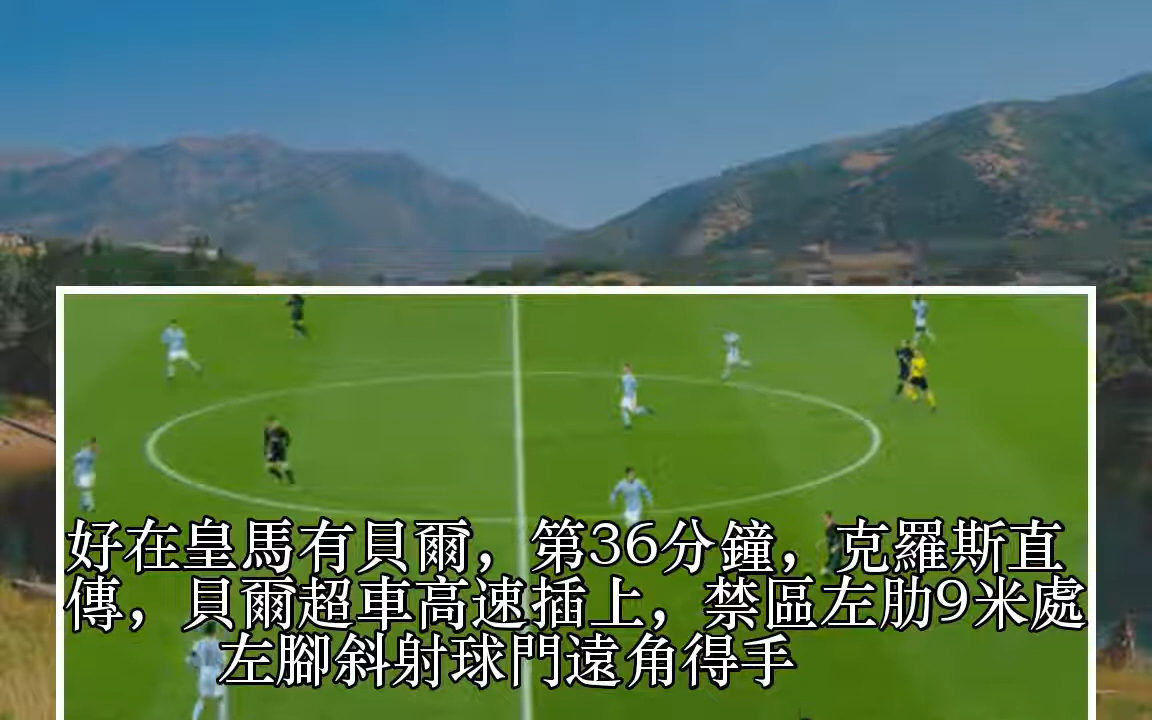 好在皇馬有貝爾，第36分鐘，克羅斯直
傳，貝爾超車高速插上，禁區左肋9米處
左腳斜射球門遠角得手